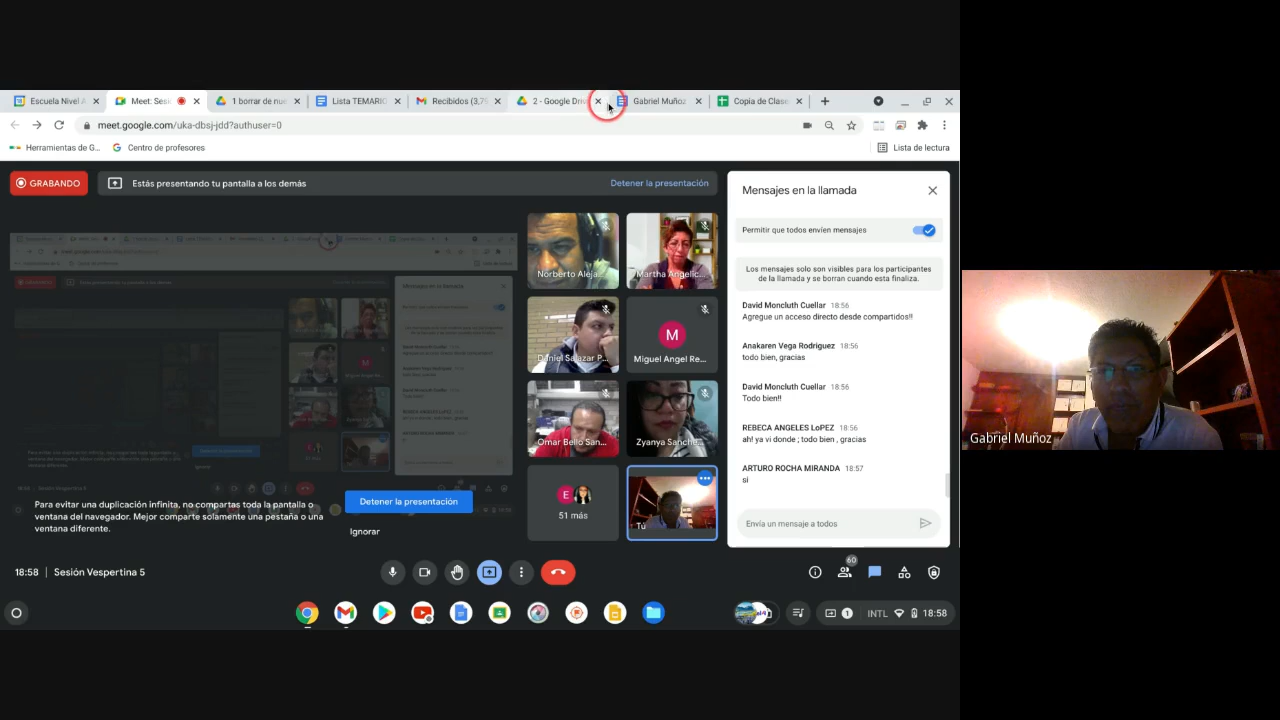 Escuela Nivel A
Meet: Sesi
1 borrar de nue
Lista TEMARIO
Recibidos (3,79
2 - Google Driv
Gabriel Muñoz
Copia de Clase
meet.google.com/uka-dbsj-jdd?authuser=0
Herramientas de G...
Centro de profesores
Lista de lectura
GRABANDO
Estás presentando tu pantalla a los demás
Detener la presentación
Norberto Aleja...
Martha Angelic...
Daniel Salazar P...
M
Miguel Angel Re...
Omar Bello San...
Zyanya Sanche...
E
51 más
Tú
Para evitar una duplicación infinita, no compartas toda la pantalla o
ventana del navegador. Mejor comparte solamente una pestaña o una
ventana diferente.
Detener la presentación
Ignorar
Mensajes en la llamada
Permitir que todos envíen mensajes
Los mensajes solo son visibles para los participantes
de la llamada y se borran cuando esta finaliza.
David Moncluth Cuellar 18:56
Agregue un acceso directo desde compartidos!!
Anakaren Vega Rodriguez 18:56
todo bien, gracias
David Moncluth Cuellar 18:56
Todo bien!!
REBECA ANGELES LoPEZ 18:56
ah! ya vi donde ; todo bien , gracias
ARTURO ROCHA MIRANDA 18:57
si
Envía un mensaje a todos
18:58 | Sesión Vespertina 5
60
1
INTL
18:58
Gabriel Muñoz